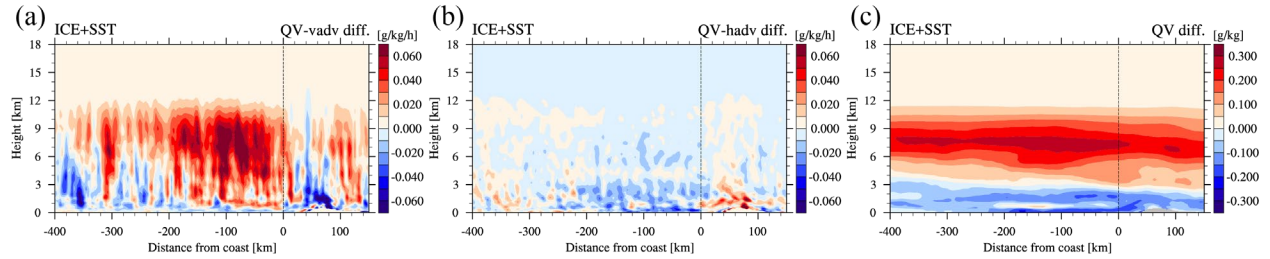 (a)
ICE+SST QV-vadv diff. [g/kg/h]
18
15
12
9
6
3
0
Height [km]
-400 -300 -200 -100 0 100
Distance from coast [km]
0.060
0.040
0.020
0.000
-0.020
-0.040
-0.060
(b)
ICE+SST QV-hadv diff. [g/kg/h]
18
15
12
9
6
3
0
Height [km]
-400 -300 -200 -100 0 100
Distance from coast [km]
0.060
0.040
0.020
0.000
-0.020
-0.040
-0.060
(c)
ICE+SST QV diff. [g/kg]
18
15
12
9
6
3
0
Height [km]
-400 -300 -200 -100 0 100
Distance from coast [km]
0.300
0.200
0.100
0.000
-0.100
-0.200
-0.300